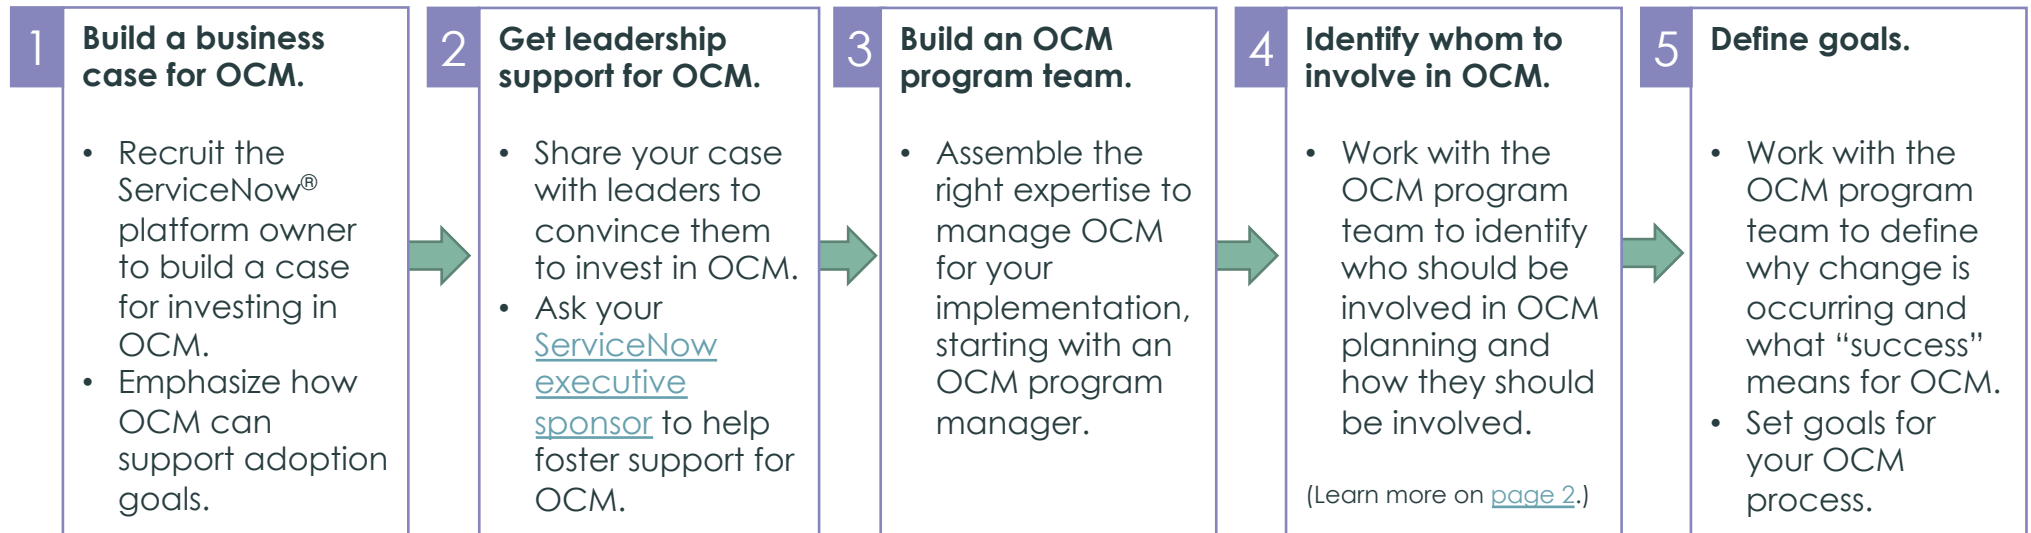 1
Build a business
case for OCM.
• Recruit the
ServiceNow®
platform owner
to build a case
for investing in
OCM.
• Emphasize how
OCM can
support adoption
goals.
2
Get leadership
support for OCM.
• Share your case
with leaders to
convince them
to invest in OCM.
• Ask your
ServiceNow
executive
sponsor to help
foster support for
OCM.
3
Build an OCM
program team.
• Assemble the
right expertise to
manage OCM
for your
implementation,
starting with an
OCM program
manager.
4
Identify whom to
involve in OCM.
• Work with the
OCM program
team to identify
who should be
involved in OCM
planning and
how they should
be involved.
(Learn more on page 2.)
5
Define goals.
• Work with the
OCM program
team to define
why change is
occurring and
what “success”
means for OCM.
• Set goals for
your OCM
process.